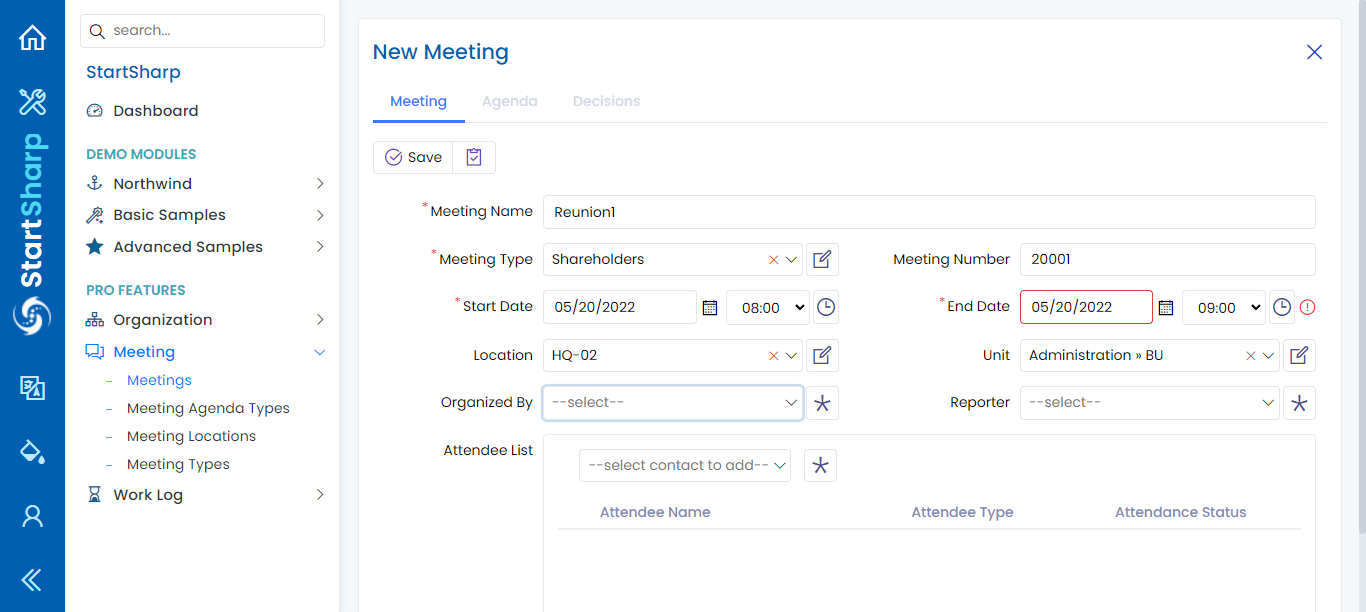 search...
StartSharp
Dashboard
DEMO MODULES
Northwind
Basic Samples
Advanced Samples
PRO FEATURES
Organization
Meeting
Meetings
Meeting Agenda Types
Meeting Locations
Meeting Types
Work Log
StartSharp
New Meeting
Meeting Agenda Decisions
Save
*Meeting Name Reunion1
*Meeting Type Shareholders Meeting Number 20001
*Start Date 05/20/2022 08:00 *End Date 05/20/2022 09:00
Location HQ-02 Unit Administration » BU
Organized By --select-- Reporter --select--
Attendee List
--select contact to add--
Attendee Name Attendee Type Attendance Status